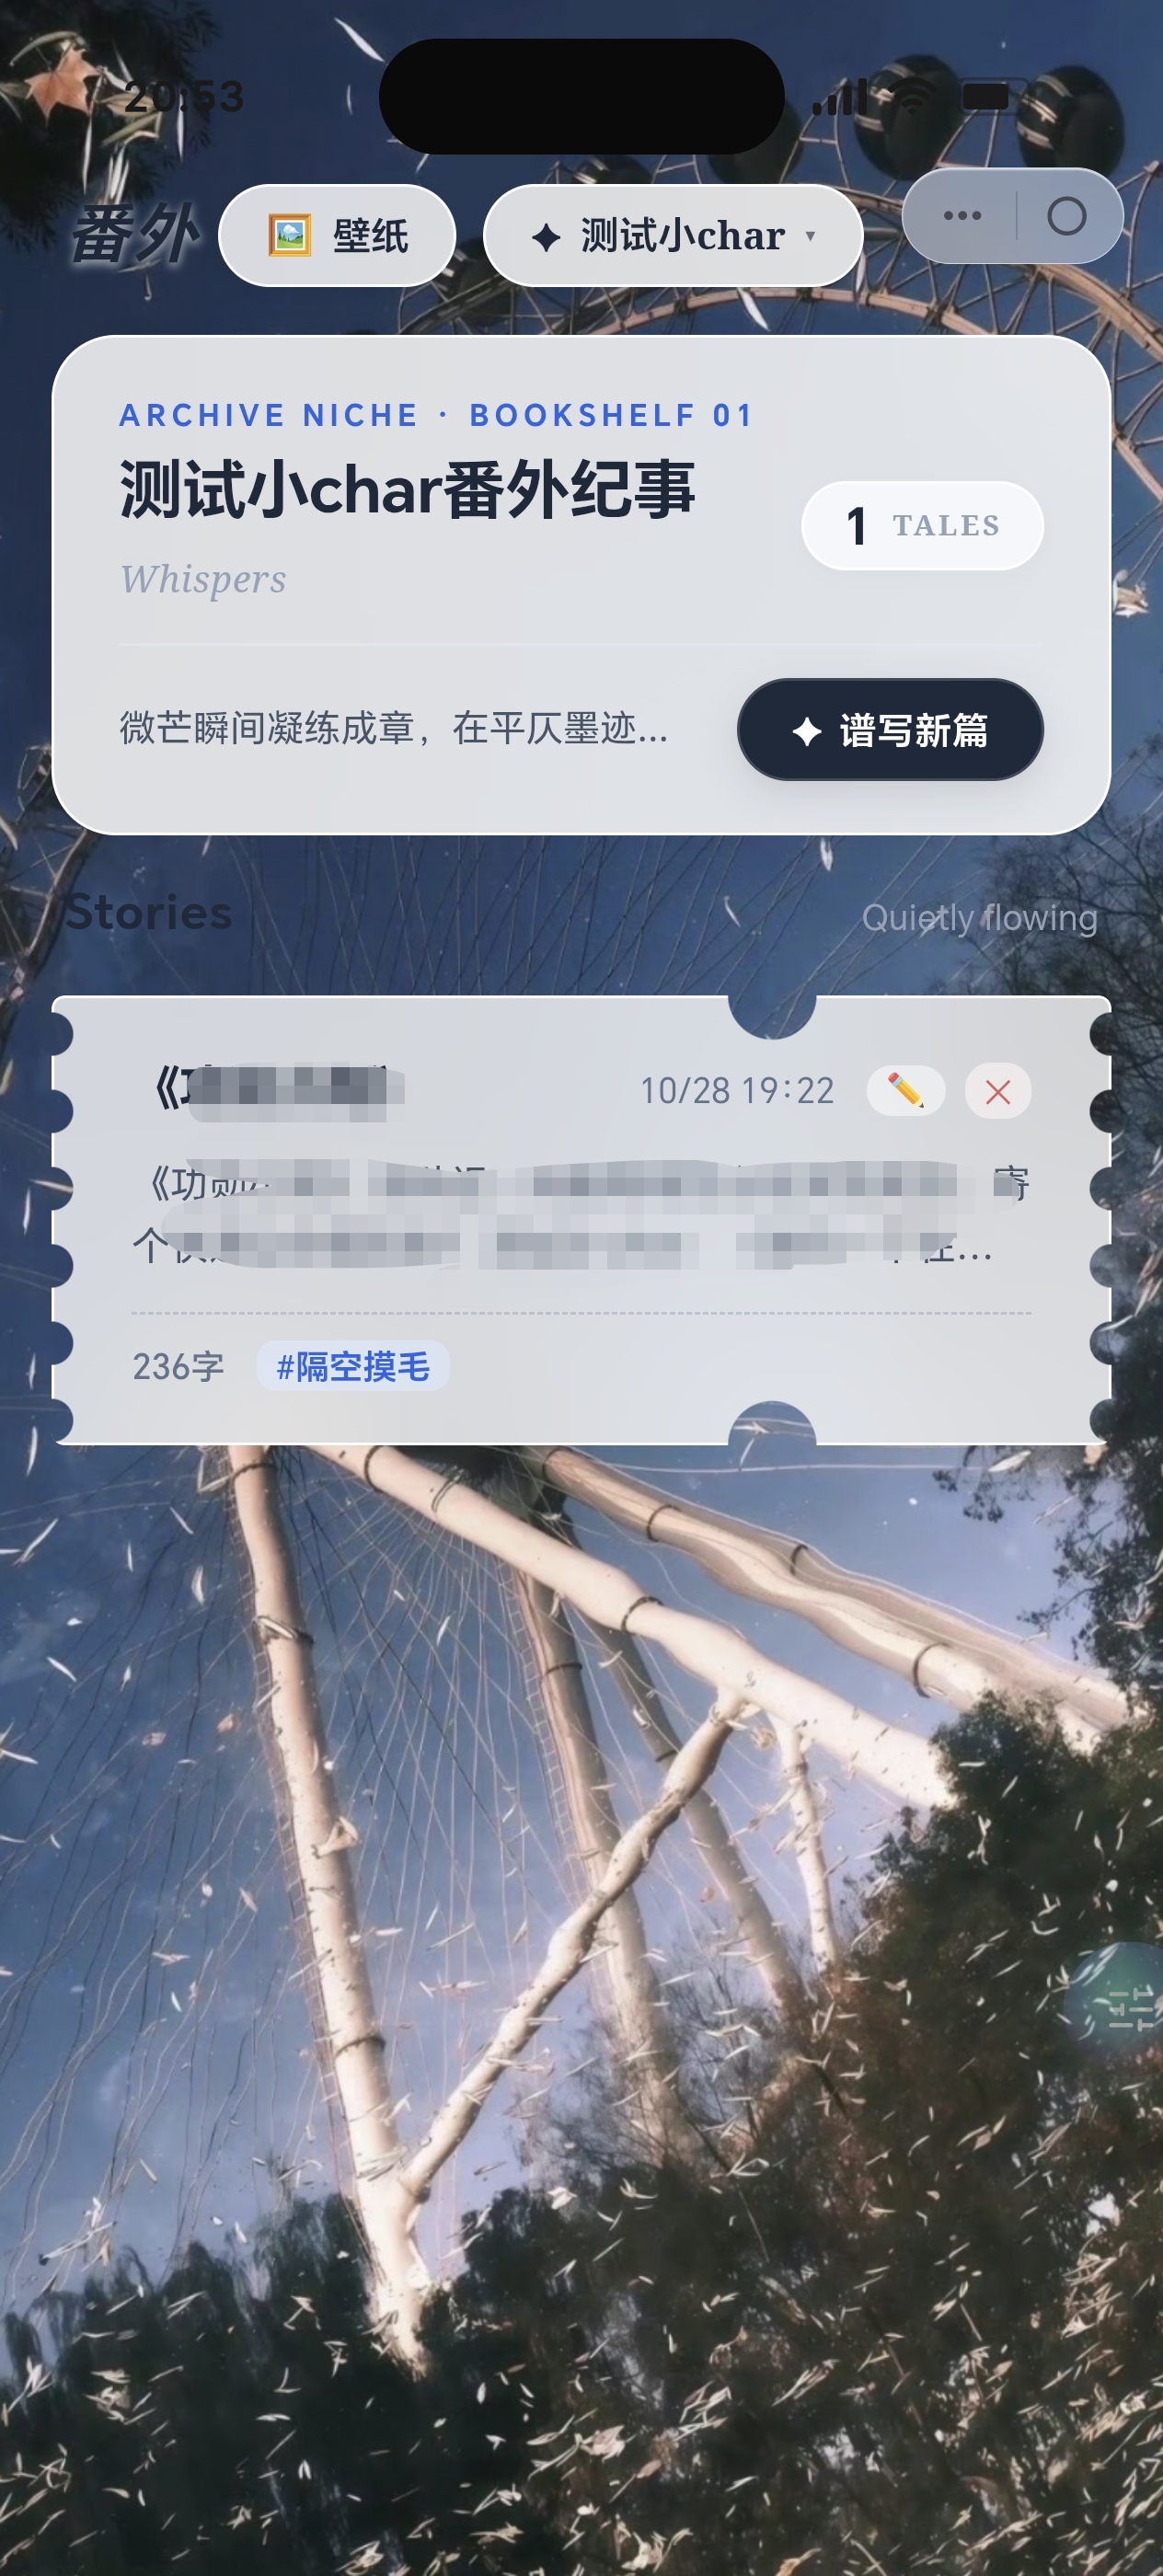 20:53
番外
壁纸
测试小char
ARCHIVE NICHE · BOOKSHELF 01
测试小char番外纪事
1 TALES
Whispers
微芒瞬间凝练成章，在平仄墨迹...
谱写新篇
Stories
Quietly flowing
10/28 19:22
《功
寄
个
...
236字 #隔空摸毛